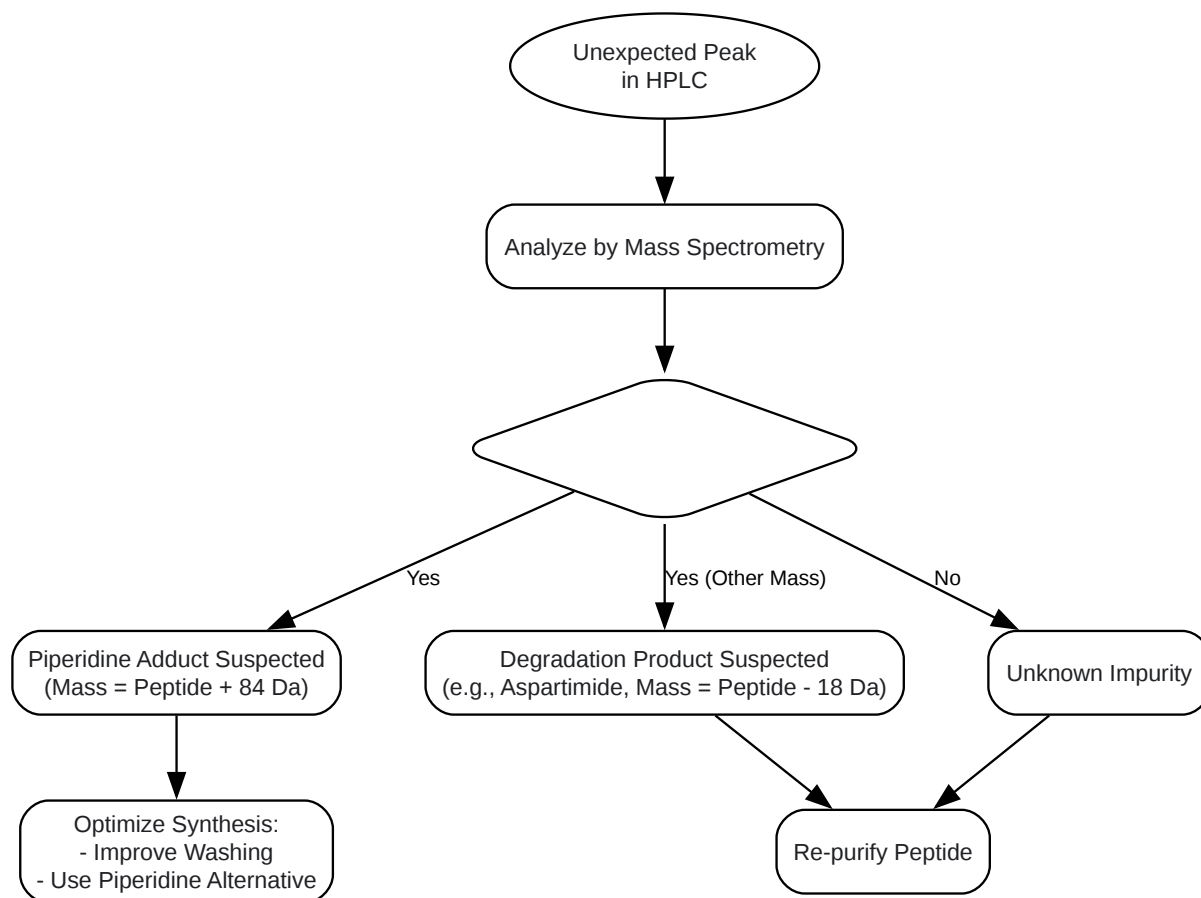 Unexpected Peak
in HPLC
Analyze by Mass Spectrometry
Yes
Yes (Other Mass)
No
Piperidine Adduct Suspected
(Mass = Peptide + 84 Da)
Degradation Product Suspected
(e.g., Aspartimide, Mass = Peptide - 18 Da)
Unknown Impurity
Optimize Synthesis:
- Improve Washing
- Use Piperidine Alternative
Re-purify Peptide